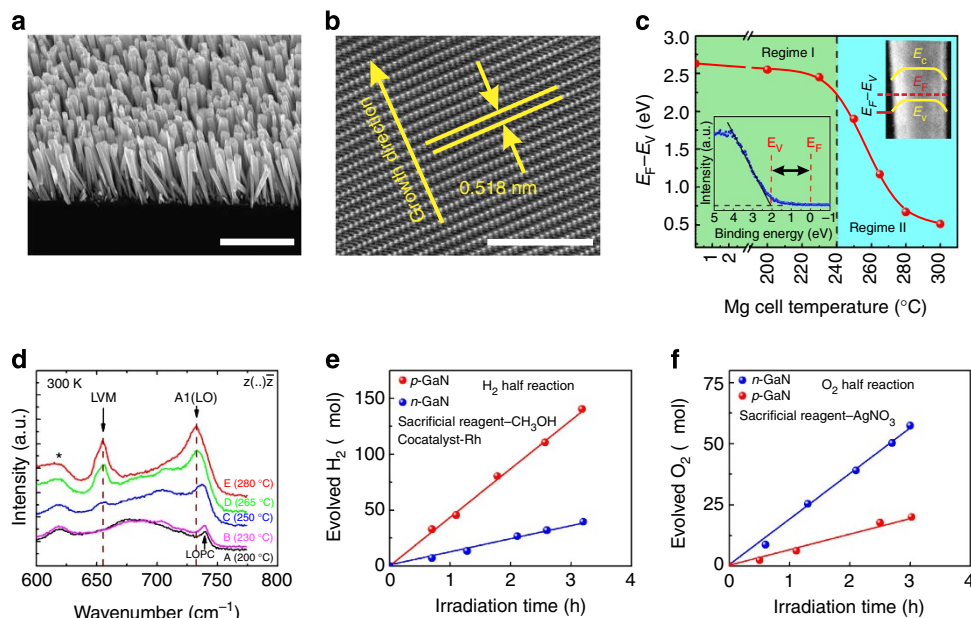 a
b
Growth direction
0.518 nm
c
3.0
2.5
2.0
1.5
1.0
0.5
E_F–E_V (eV)
Regime I
Regime II
E_F–E_V
E_c
E_F
E_V
Intensity (a.u.)
E_V
E_F
5 4 3 2 1 0 −1
Binding energy (eV)
1 2 200 220 240 260 280 300
Mg cell temperature (°C)
d
300 K
z(..)z̅
LVM
A1(LO)
*
E (280 °C)
D (265 °C)
C (250 °C)
B (230 °C)
A (200 °C)
LOPC
Intensity (a.u.)
600 650 700 750
Wavenumber (cm⁻¹)
e
p-GaN
n-GaN
H₂ half reaction
Sacrificial reagent–CH₃OH
Cocatalyst-Rh
150
100
50
0
Evolved H₂ ( mol)
0 1 2 3 4
Irradiation time (h)
f
n-GaN
p-GaN
O₂ half reaction
Sacrificial reagent–AgNO₃
75
50
25
0
Evolved O₂ ( mol)
0 1 2 3 4
Irradiation time (h)